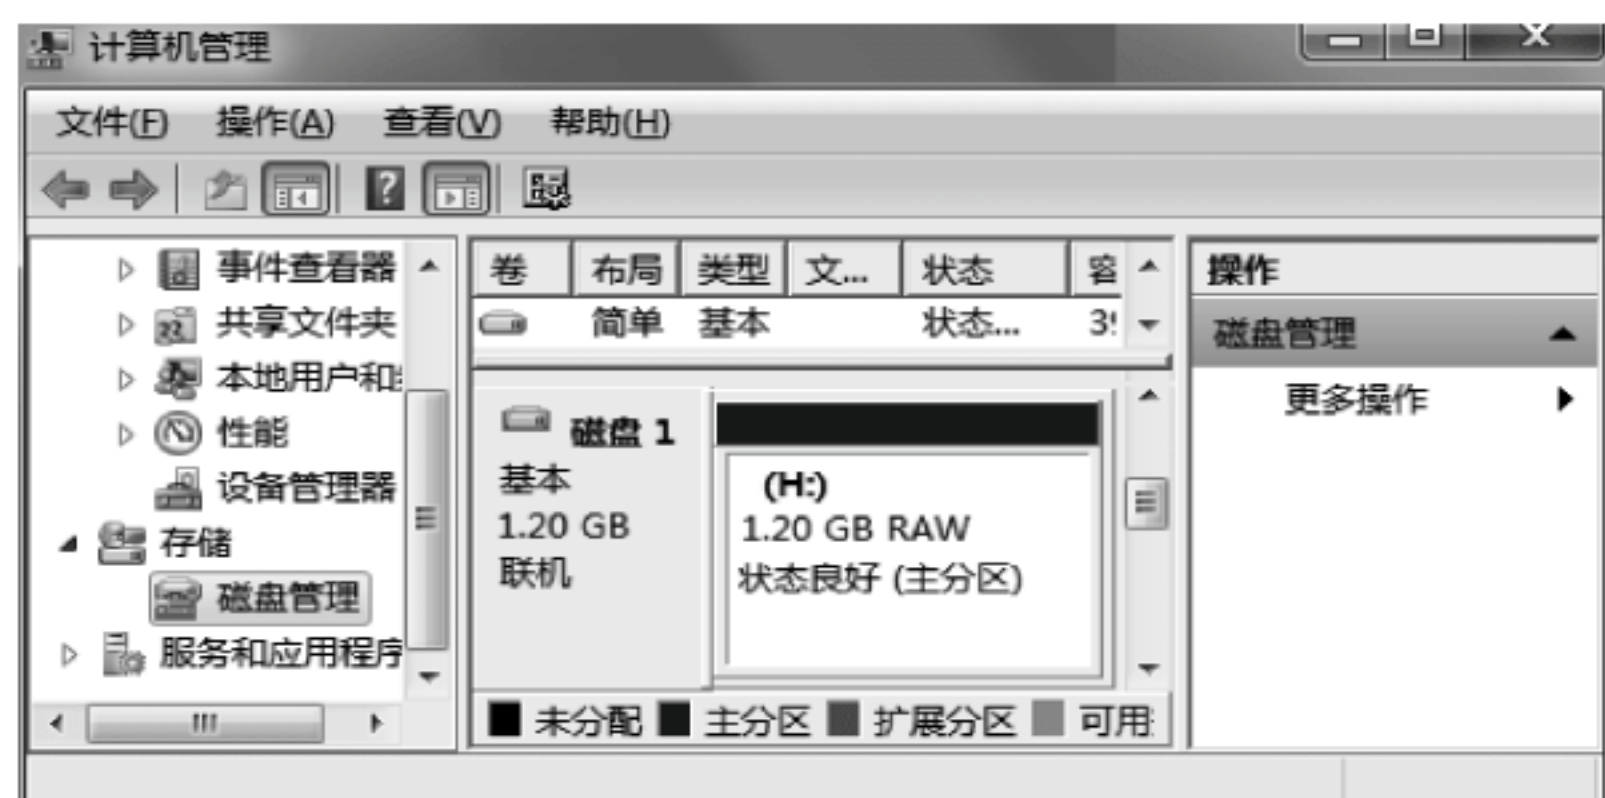 计算机管理
文件(F) 操作(A) 查看(V) 帮助(H)
事件查看器
共享文件夹
本地用户和
性能
设备管理器
存储
磁盘管理
服务和应用程序
卷 布局 类型 文... 状态 容
简单 基本 状态... 39
磁盘 1
基本
1.20 GB
联机
(H:)
1.20 GB RAW
状态良好 (主分区)
未分配 主分区 扩展分区 可用
操作
磁盘管理
更多操作